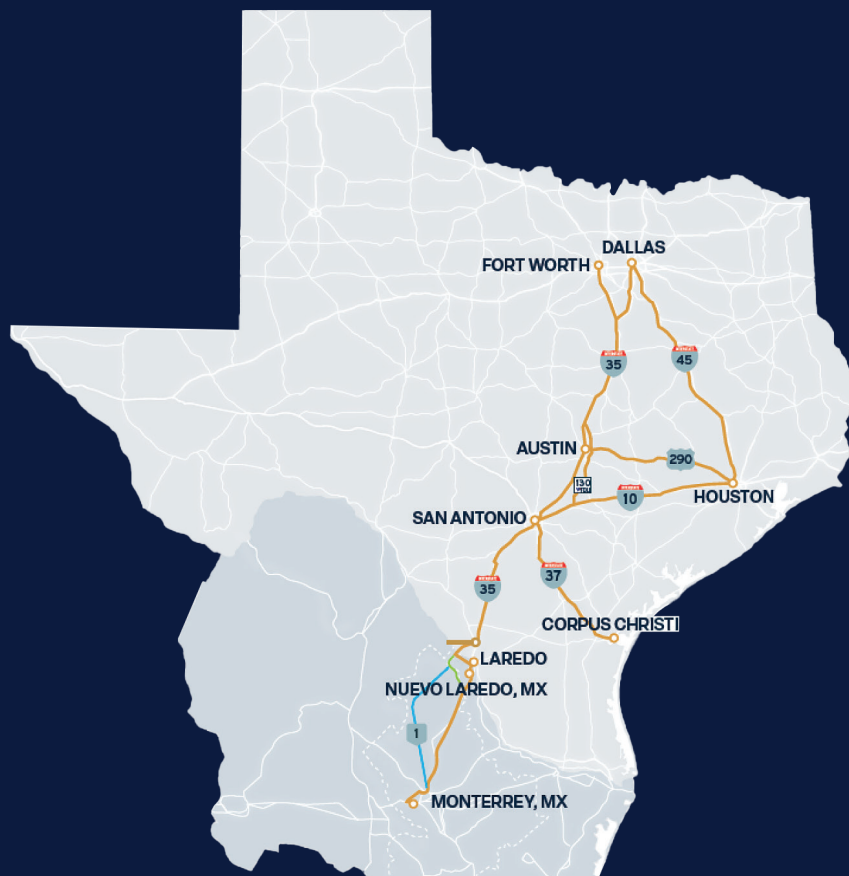 DALLAS
FORT WORTH
35
45
AUSTIN
290
130
HOUSTON
10
SAN ANTONIO
37
35
CORPUS CHRISTI
LAREDO
NUEVO LAREDO, MX
1
MONTERREY, MX